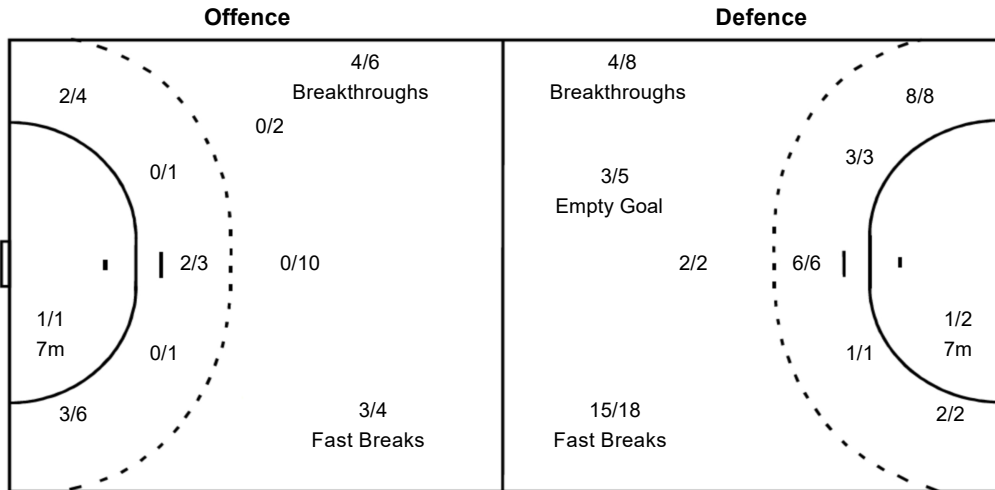 Offence
Defence
4/6
Breakthroughs
2/4
0/2
0/1
2/3
0/10
1/1
7m
0/1
3/6
3/4
Fast Breaks
4/8
Breakthroughs
8/8
3/3
3/5
Empty Goal
2/2
6/6
1/2
7m
1/1
15/18
Fast Breaks
2/2